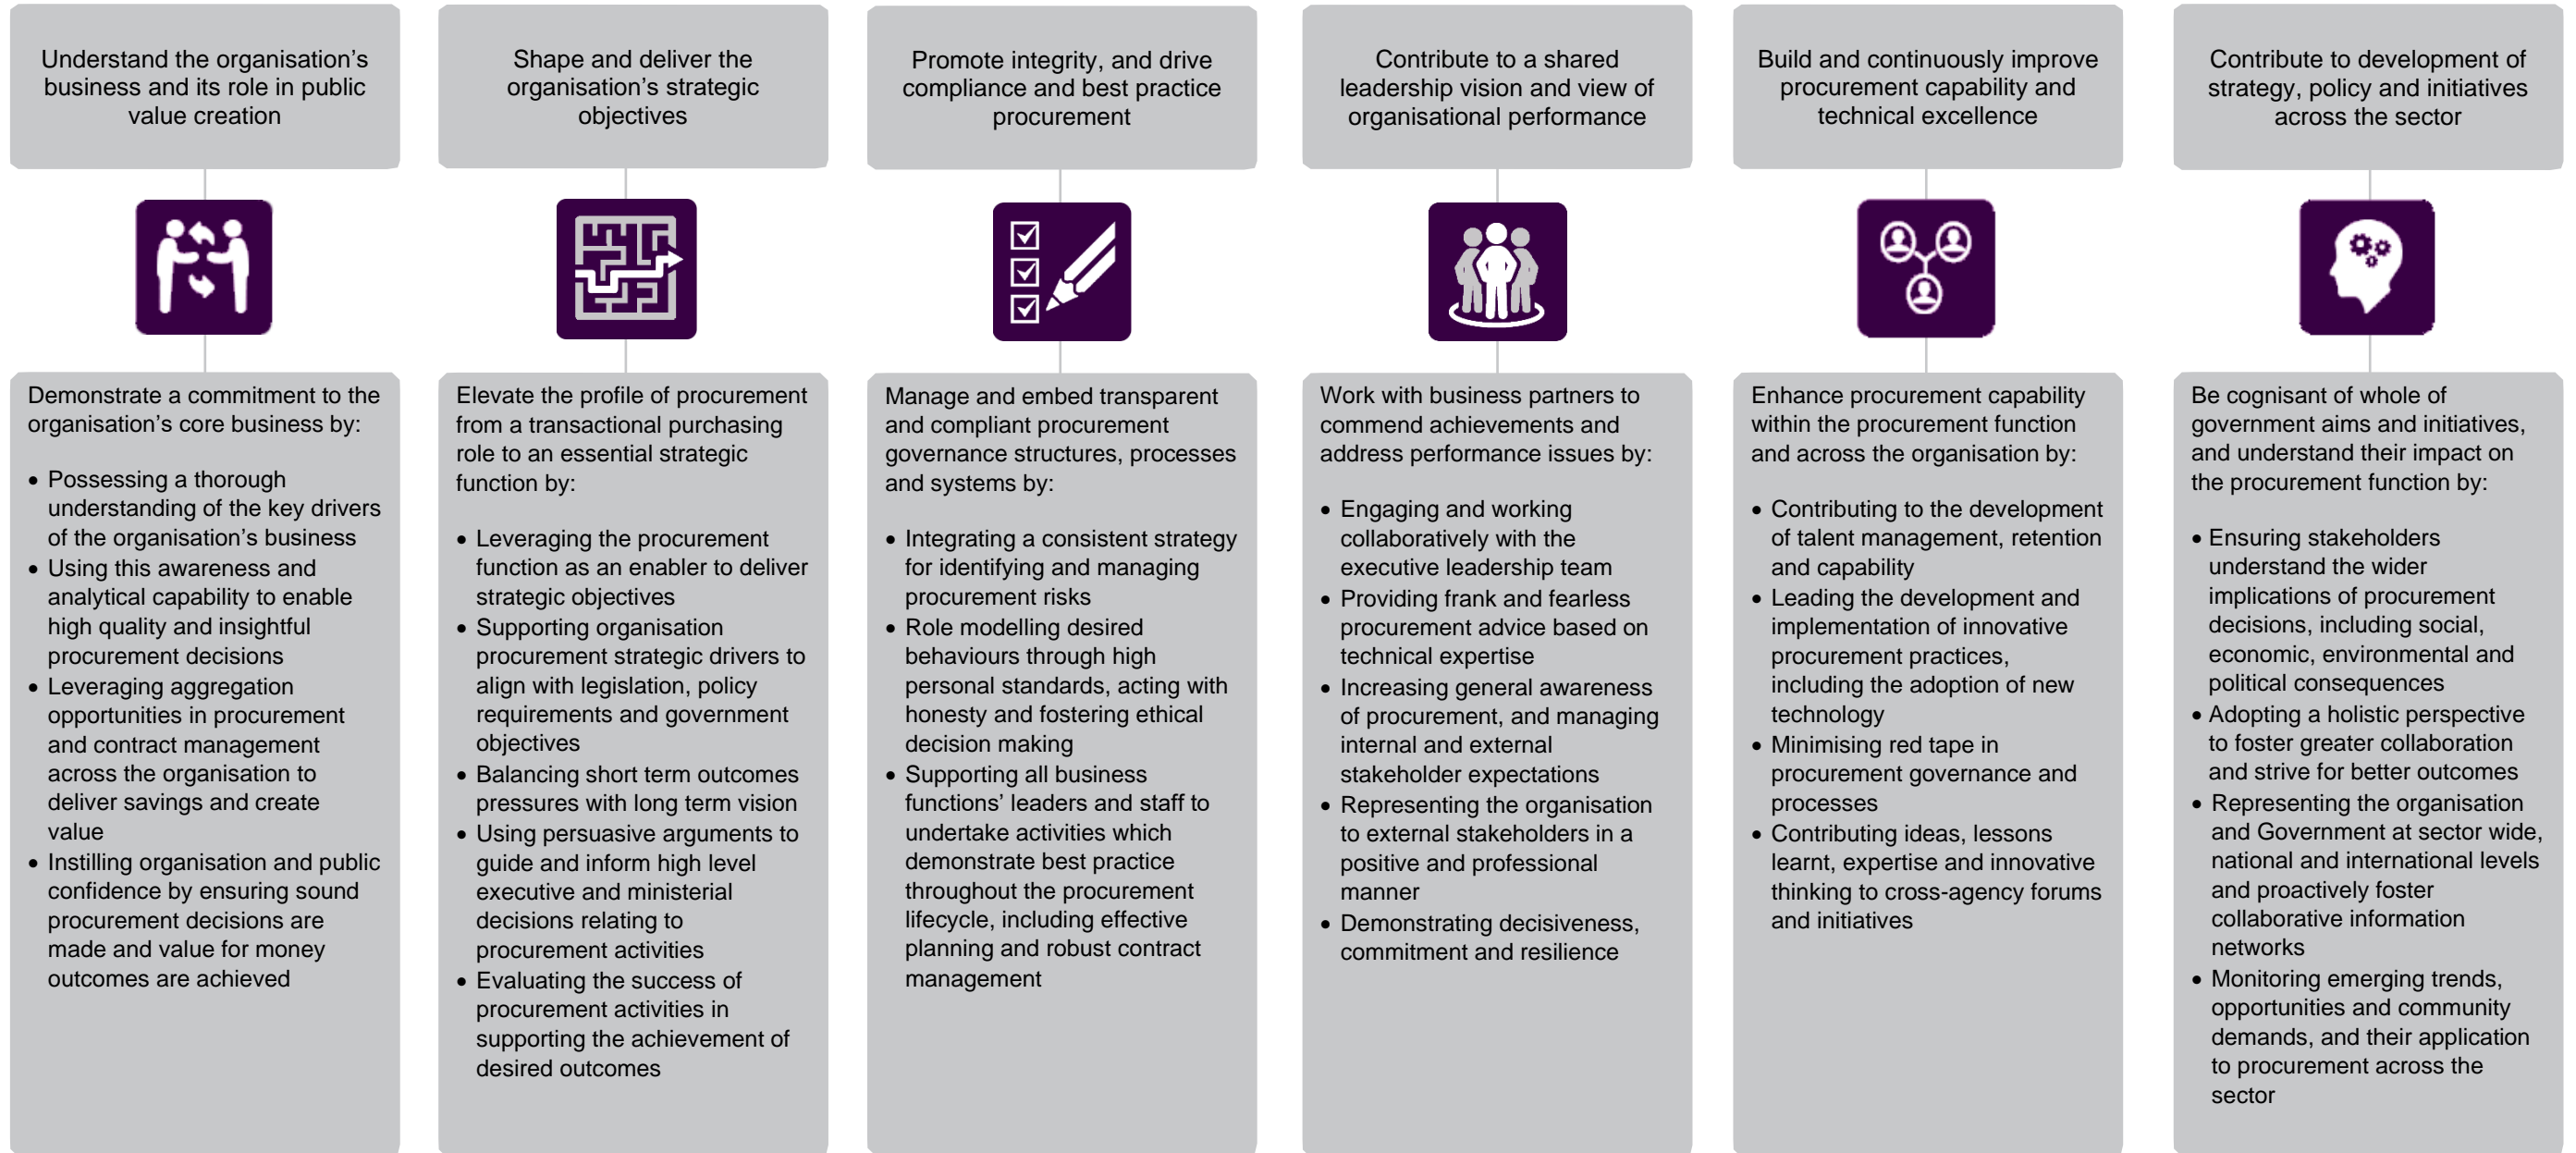 Understand the organisation’s
business and its role in public
value creation
Demonstrate a commitment to the
organisation’s core business by:
• Possessing a thorough
understanding of the key drivers
of the organisation’s business
• Using this awareness and
analytical capability to enable
high quality and insightful
procurement decisions
• Leveraging aggregation
opportunities in procurement
and contract management
across the organisation to
deliver savings and create
value
• Instilling organisation and public
confidence by ensuring sound
procurement decisions are
made and value for money
outcomes are achieved
Shape and deliver the
organisation’s strategic
objectives
Elevate the profile of procurement
from a transactional purchasing
role to an essential strategic
function by:
• Leveraging the procurement
function as an enabler to deliver
strategic objectives
• Supporting organisation
procurement strategic drivers to
align with legislation, policy
requirements and government
objectives
• Balancing short term outcomes
pressures with long term vision
• Using persuasive arguments to
guide and inform high level
executive and ministerial
decisions relating to
procurement activities
• Evaluating the success of
procurement activities in
supporting the achievement of
desired outcomes
Promote integrity, and drive
compliance and best practice
procurement
Manage and embed transparent
and compliant procurement
governance structures, processes
and systems by:
• Integrating a consistent strategy
for identifying and managing
procurement risks
• Role modelling desired
behaviours through high
personal standards, acting with
honesty and fostering ethical
decision making
• Supporting all business
functions’ leaders and staff to
undertake activities which
demonstrate best practice
throughout the procurement
lifecycle, including effective
planning and robust contract
management
Contribute to a shared
leadership vision and view of
organisational performance
Work with business partners to
commend achievements and
address performance issues by:
• Engaging and working
collaboratively with the
executive leadership team
• Providing frank and fearless
procurement advice based on
technical expertise
• Increasing general awareness
of procurement, and managing
internal and external
stakeholder expectations
• Representing the organisation
to external stakeholders in a
positive and professional
manner
• Demonstrating decisiveness,
commitment and resilience
Build and continuously improve
procurement capability and
technical excellence
Enhance procurement capability
within the procurement function
and across the organisation by:
• Contributing to the development
of talent management, retention
and capability
• Leading the development and
implementation of innovative
procurement practices,
including the adoption of new
technology
• Minimising red tape in
procurement governance and
processes
• Contributing ideas, lessons
learnt, expertise and innovative
thinking to cross-agency forums
and initiatives
Contribute to development of
strategy, policy and initiatives
across the sector
Be cognisant of whole of
government aims and initiatives,
and understand their impact on
the procurement function by:
• Ensuring stakeholders
understand the wider
implications of procurement
decisions, including social,
economic, environmental and
political consequences
• Adopting a holistic perspective
to foster greater collaboration
and strive for better outcomes
• Representing the organisation
and Government at sector wide,
national and international levels
and proactively foster
collaborative information
networks
• Monitoring emerging trends,
opportunities and community
demands, and their application
to procurement across the
sector